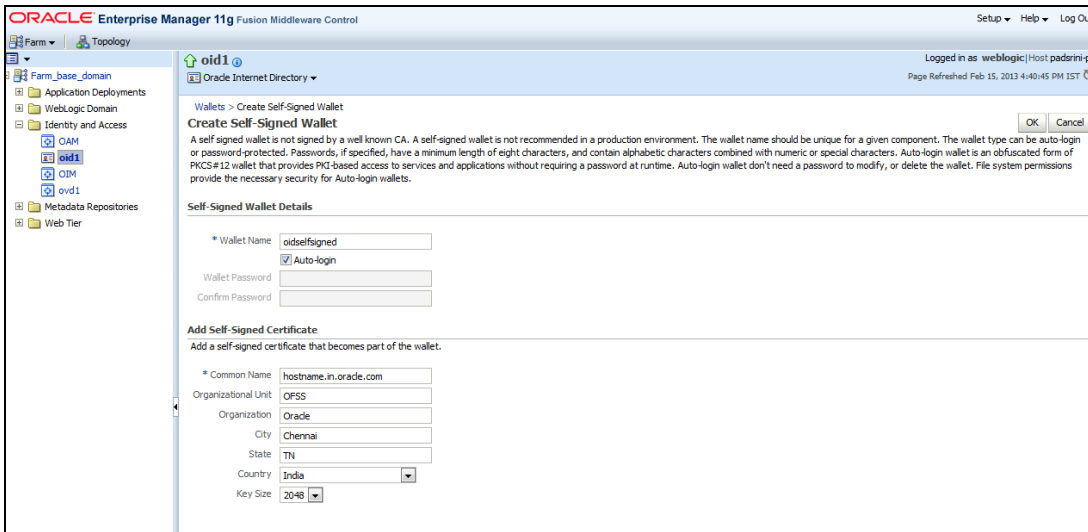 ORACLE Enterprise Manager 11g Fusion Middleware Control
Setup Help Log Ou
Farm Topology
Farm_base_domain
Application Deployments
WebLogic Domain
Identity and Access
OAM
oid1
OIM
ovd1
Metadata Repositories
Web Tier
oid1
Oracle Internet Directory
Logged in as weblogic|Host padsrini-p
Page Refreshed Feb 15, 2013 4:40:45 PM IST
Wallets > Create Self-Signed Wallet
Create Self-Signed Wallet
OK Cancel
A self signed wallet is not signed by a well known CA. A self-signed wallet is not recommended in a production environment. The wallet name should be unique for a given component. The wallet type can be auto-login
or password-protected. Passwords, if specified, have a minimum length of eight characters, and contain alphabetic characters combined with numeric or special characters. Auto-login wallet is an obfuscated form of
PKCS#12 wallet that provides PKI-based access to services and applications without requiring a password at runtime. Auto-login wallet don't need a password to modify, or delete the wallet. File system permissions
provide the necessary security for Auto-login wallets.
Self-Signed Wallet Details
* Wallet Name oidselfsigned
Auto-login
Wallet Password
Confirm Password
Add Self-Signed Certificate
Add a self-signed certificate that becomes part of the wallet.
* Common Name hostname.in.oracle.com
Organizational Unit OFSS
Organization Oracle
City Chennai
State TN
Country India
Key Size 2048